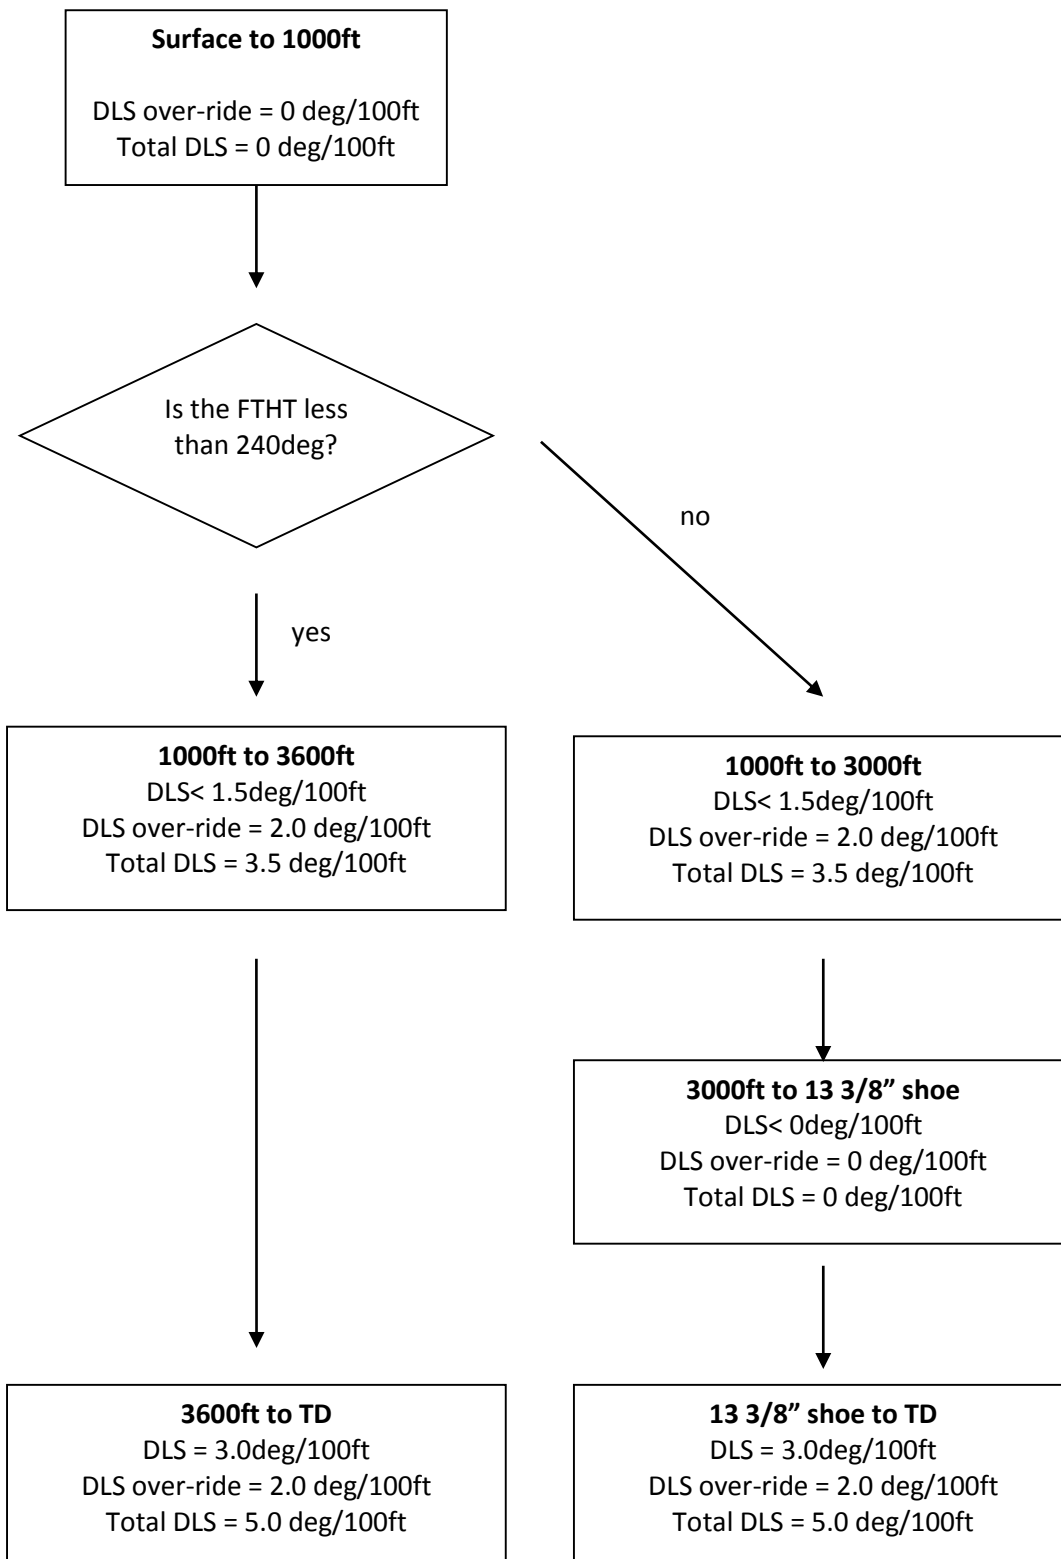 Surface to 1000ft
DLS over-ride = 0 deg/100ft
Total DLS = 0 deg/100ft
Is the FTHT less
than 240deg?
no
yes
1000ft to 3600ft
DLS< 1.5deg/100ft
DLS over-ride = 2.0 deg/100ft
Total DLS = 3.5 deg/100ft
1000ft to 3000ft
DLS< 1.5deg/100ft
DLS over-ride = 2.0 deg/100ft
Total DLS = 3.5 deg/100ft
3000ft to 13 3/8” shoe
DLS< 0deg/100ft
DLS over-ride = 0 deg/100ft
Total DLS = 0 deg/100ft
3600ft to TD
DLS = 3.0deg/100ft
DLS over-ride = 2.0 deg/100ft
Total DLS = 5.0 deg/100ft
13 3/8” shoe to TD
DLS = 3.0deg/100ft
DLS over-ride = 2.0 deg/100ft
Total DLS = 5.0 deg/100ft